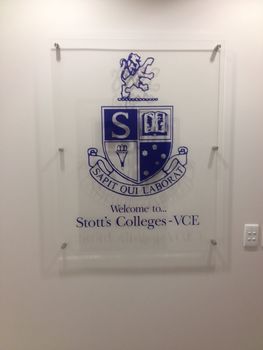 S
SAPIT QUI LABORAT
Welcome to...
Stott's Colleges-VCE